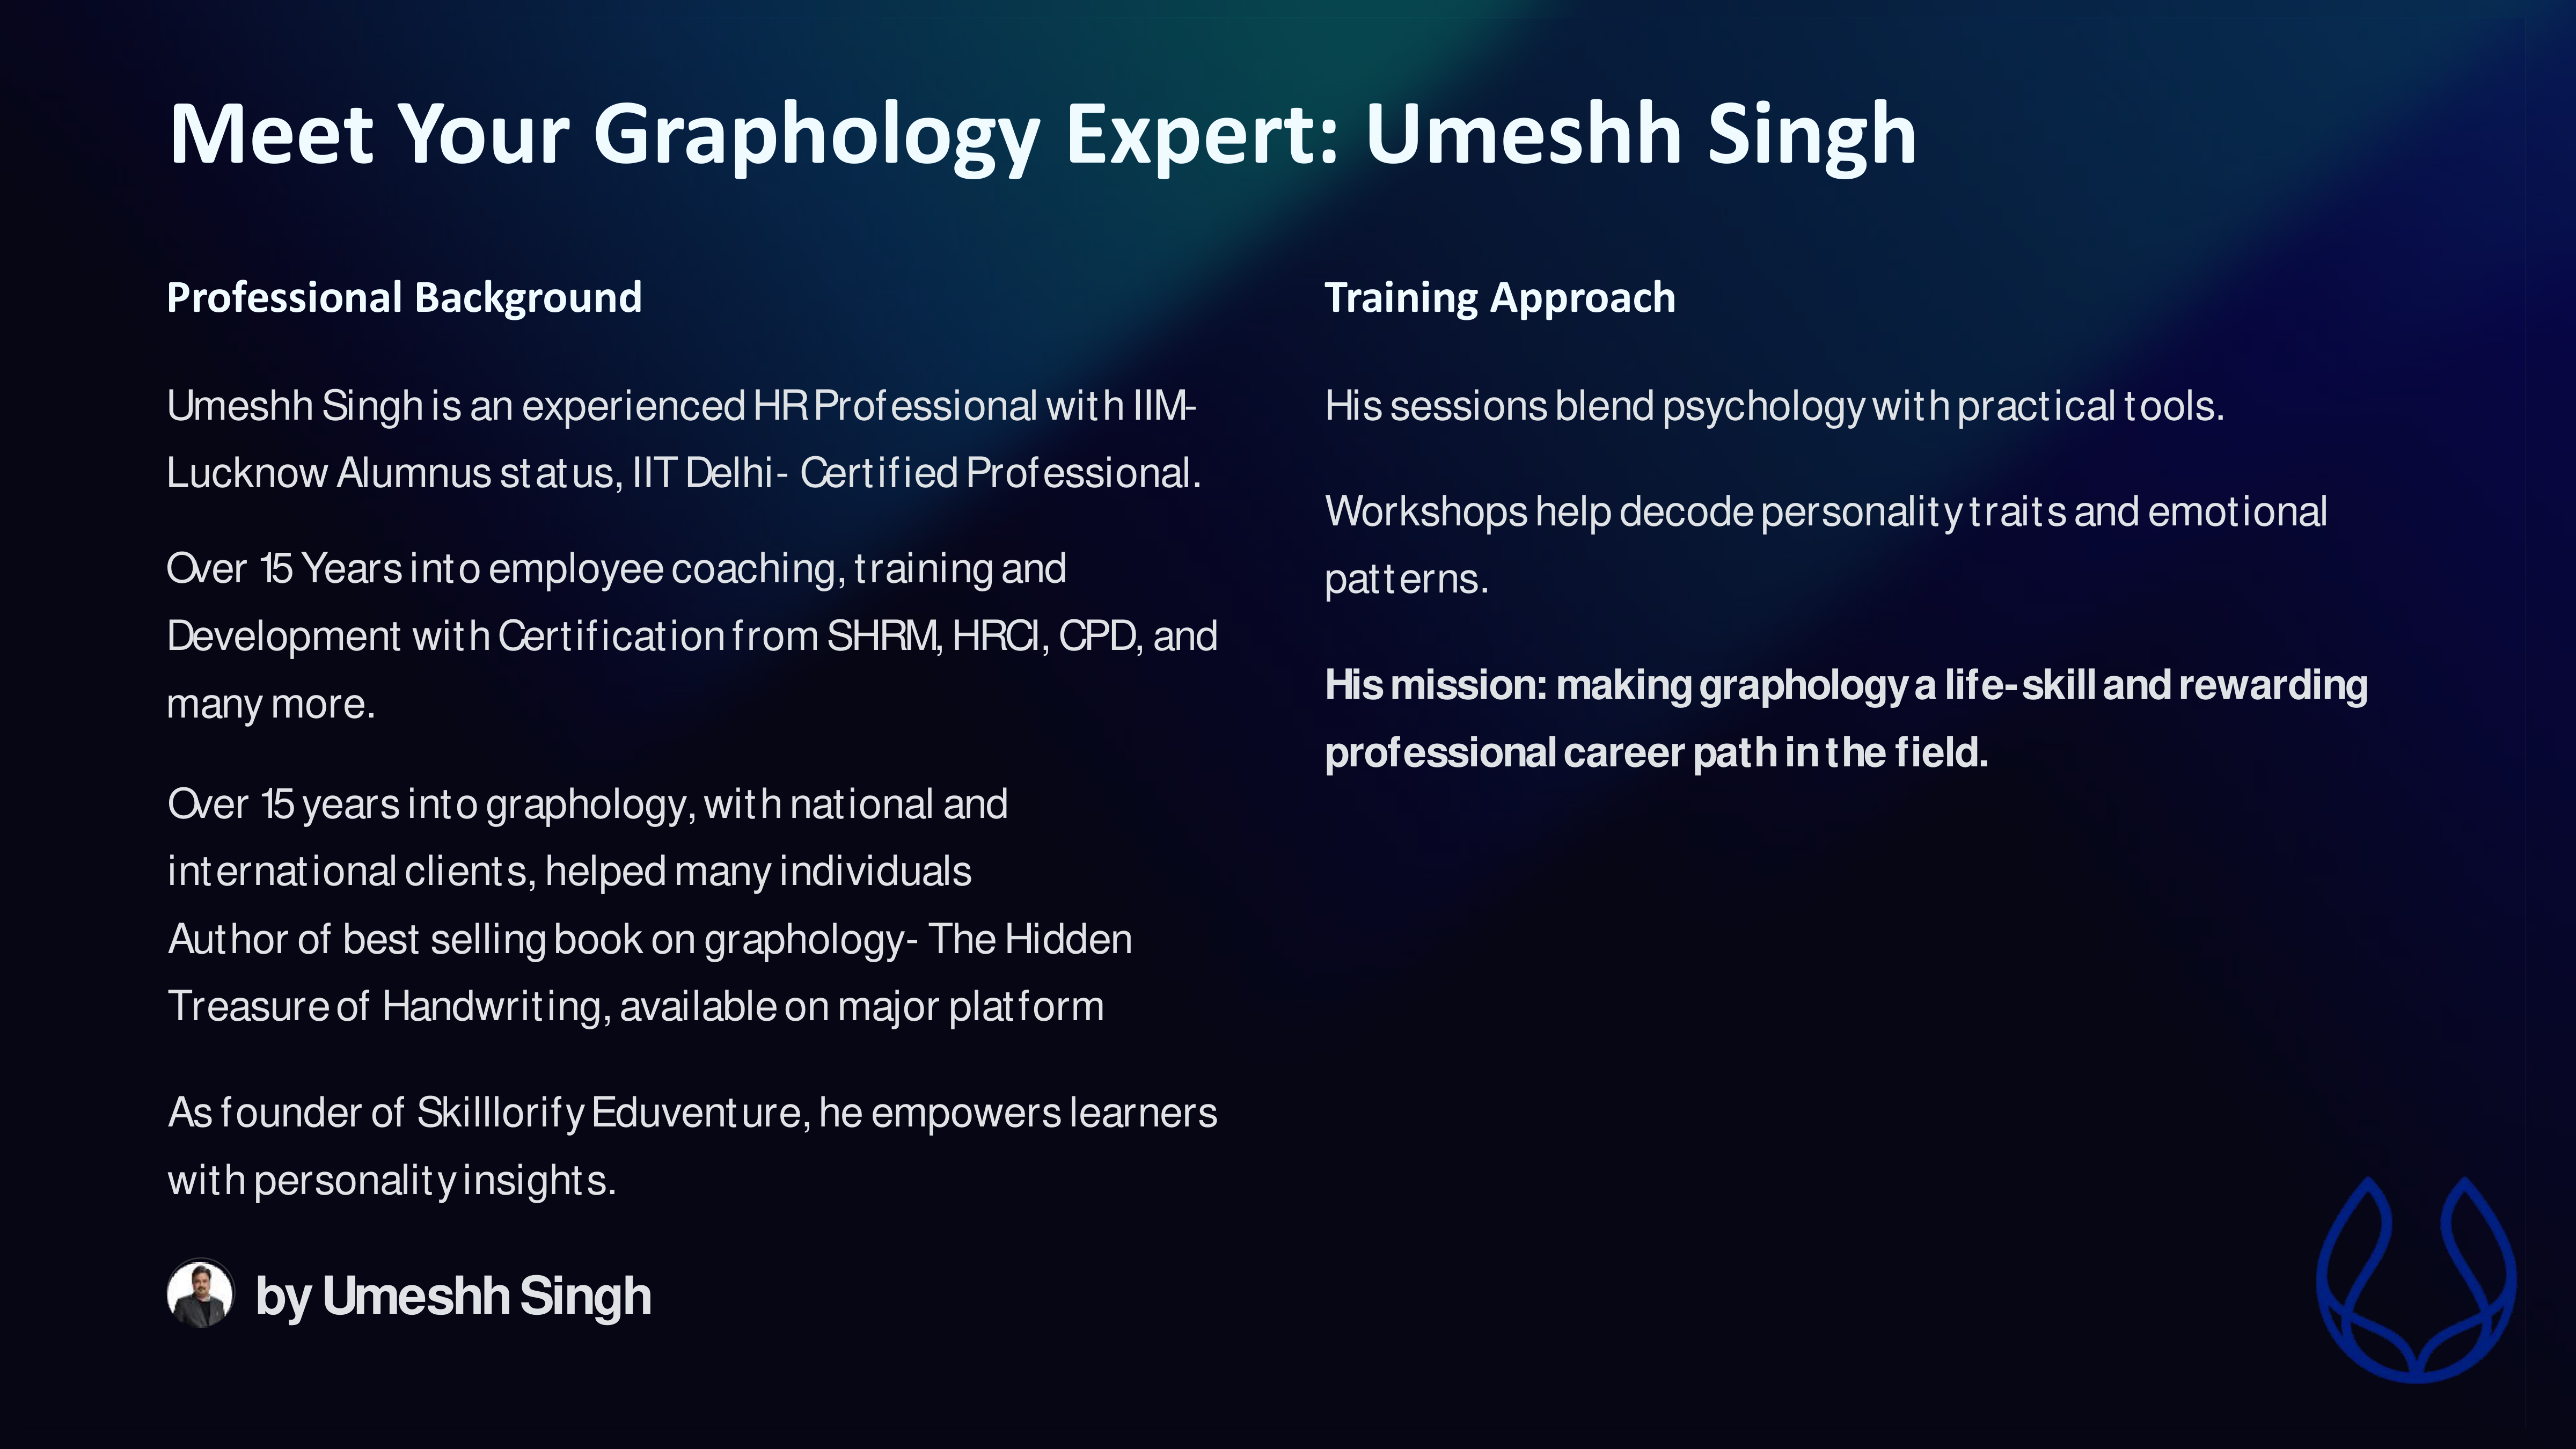 Meet Your Graphology Expert: Umeshh Singh
Professional Background
Umeshh Singh is an experienced HR Professional with IIM-
Lucknow Alumnus status, IIT Delhi- Certified Professional.
Over 15 Years into employee coaching, training and
Development with Certification from SHRM, HRCI, CPD, and
many more.
Over 15 years into graphology, with national and
international clients, helped many individuals
Author of best selling book on graphology- The Hidden
Treasure of Handwriting, available on major platform
As founder of Skilllorify Eduventure, he empowers learners
with personality insights.
by Umeshh Singh
Training Approach
His sessions blend psychology with practical tools.
Workshops help decode personality traits and emotional
patterns.
His mission: making graphology a life-skill and rewarding
professional career path in the field.